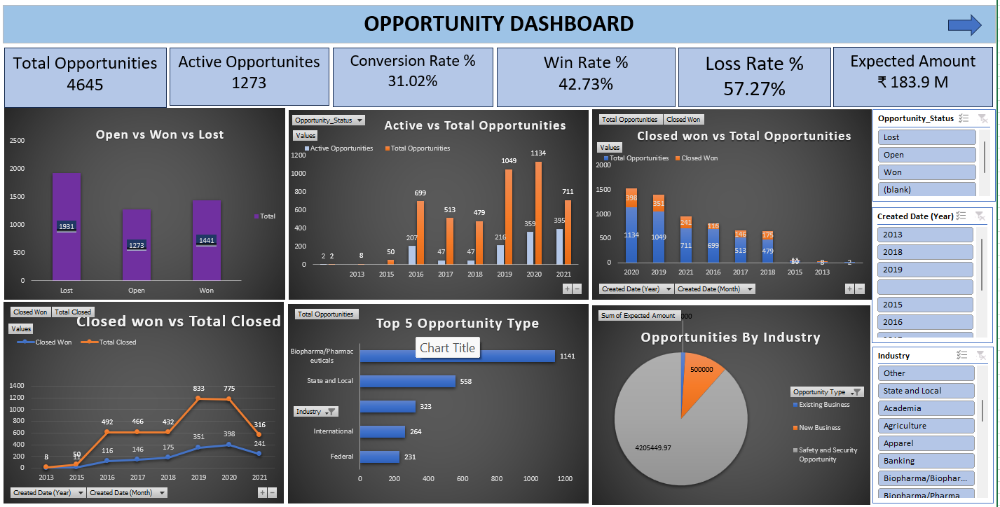 OPPORTUNITY DASHBOARD
Total Opportunities
4645
Active Opportunites
1273
Conversion Rate %
31.02%
Win Rate %
42.73%
Loss Rate %
57.27%
Expected Amount
₹ 183.9 M
Open vs Won vs Lost
2500
2000
1500
1000
500
0
1931
1273
1441
Lost
Open
Won
Total
Opportunity_Status
Values
Active vs Total Opportunities
Active Opportunities
Total Opportunities
1200
1000
800
600
400
200
0
2 2
8
50
207
699
47
513
47
479
216
1049
359
1134
395
711
2013 2015 2016 2017 2018 2019 2020 2021
+ −
Total Opportunities
Closed Won
Closed won vs Total Opportunities
Values
Total Opportunities
Closed Won
2000
1500
1000
500
0
398
1134
351
1049
241
711
116
699
146
513
175
479
2
2020 2019 2021 2016 2017 2018 2015 2013
Created Date (Year)
Created Date (Month)
+ −
Opportunity_Status
Lost
Open
Won
(blank)
Created Date (Year)
2013
2018
2019
2015
2016
Industry
Other
State and Local
Academia
Agriculture
Apparel
Banking
Biopharma/Biophar...
Biopharma/Pharma
Closed Won
Total Closed
Closed won vs Total Closed
Values
Closed Won
Total Closed
1400
1200
1000
800
600
400
200
0
8
50
492
466
432
833
775
316
11
116
146
175
351
398
241
2013 2015 2016 2017 2018 2019 2020 2021
Created Date (Year)
Created Date (Month)
+ −
Total Opportunities
Top 5 Opportunity Type
Chart Title
Biopharma/Pharmac
euticals
1141
State and Local
558
323
Industry
International
264
Federal
231
0 200 400 600 800 1000 1200
Sum of Expected Amount
Opportunities By Industry
500000
4205449.97
Opportunity Type
Existing Business
New Business
Safety and Security
Opportunity